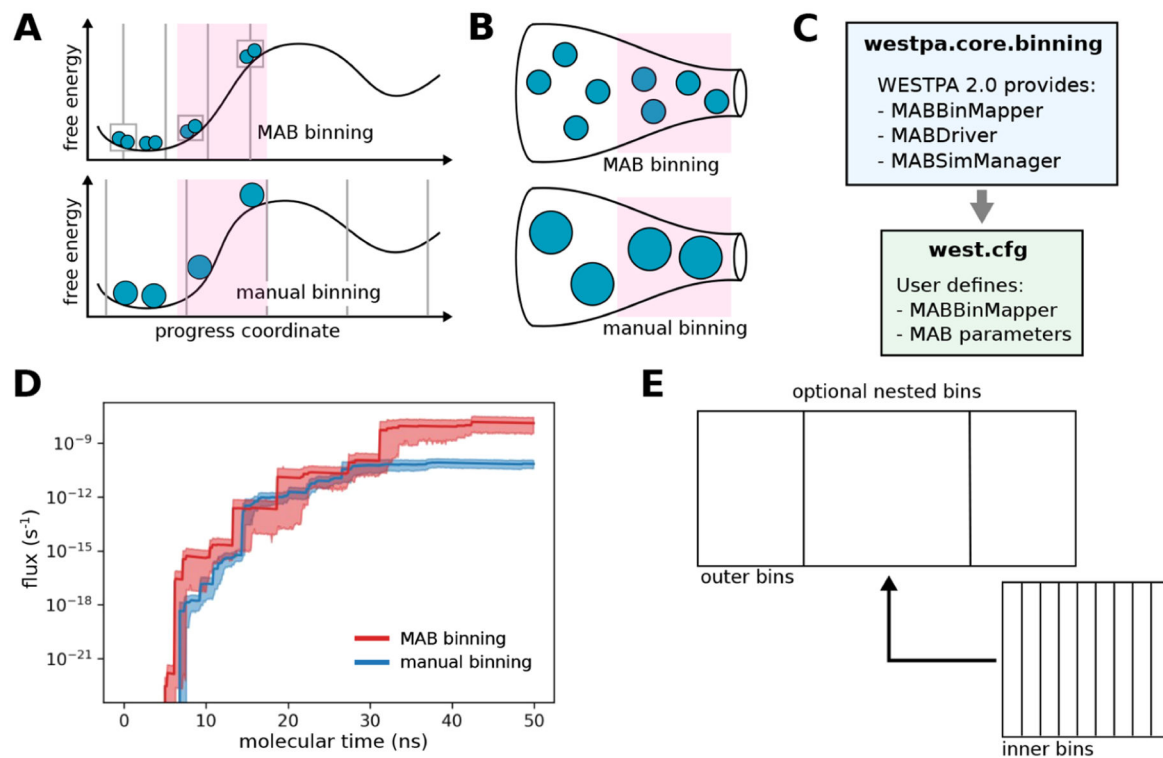 A
free energy
MAB binning
free energy
manual binning
progress coordinate
B
MAB binning
manual binning
C
westpa.core.binning
WESTPA 2.0 provides:
- MABBinMapper
- MABDriver
- MABSimManager
west.cfg
User defines:
- MABBinMapper
- MAB parameters
D
10⁻⁹
10⁻¹²
10⁻¹⁵
10⁻¹⁸
10⁻²¹
flux (s⁻¹)
MAB binning
manual binning
0 10 20 30 40 50
molecular time (ns)
E
optional nested bins
outer bins
inner bins